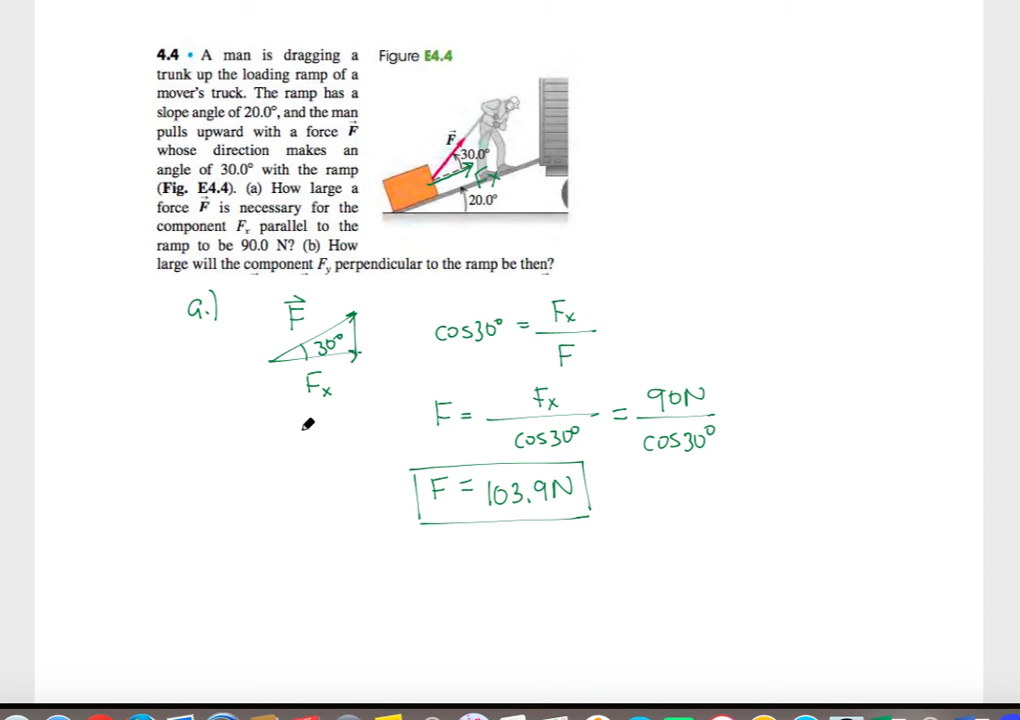 4.4 • A man is dragging a
trunk up the loading ramp of a
mover's truck. The ramp has a
slope angle of 20.0°, and the man
pulls upward with a force F⃗
whose direction makes an
angle of 30.0° with the ramp
(Fig. E4.4). (a) How large a
force F⃗ is necessary for the
component Fₓ parallel to the
ramp to be 90.0 N? (b) How
large will the component Fy perpendicular to the ramp be then?
Figure E4.4
F⃗
30.0°
Fx
20.0°
a.)
F⃗
30°
Fx
cos30° = Fx / F
F = Fx / cos30° = 90N / cos30°
F = 103.9N